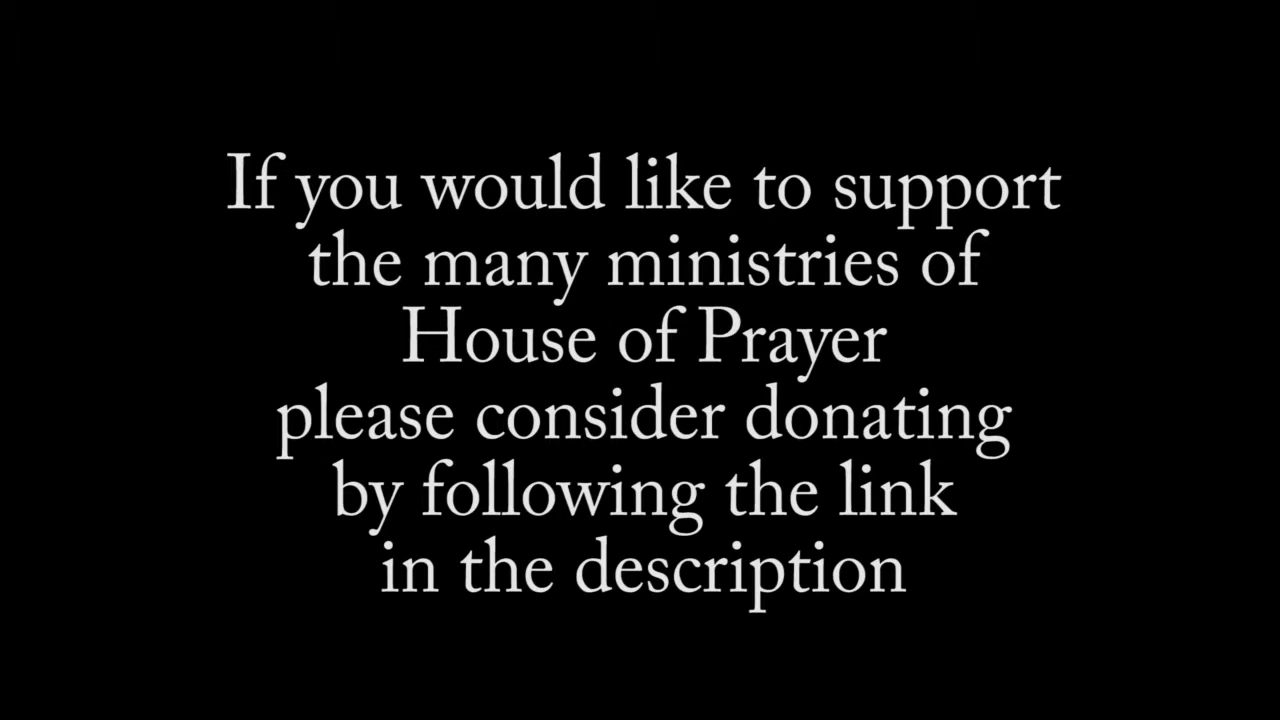 If you would like to support
the many ministries of
House of Prayer
please consider donating
by following the link
in the description